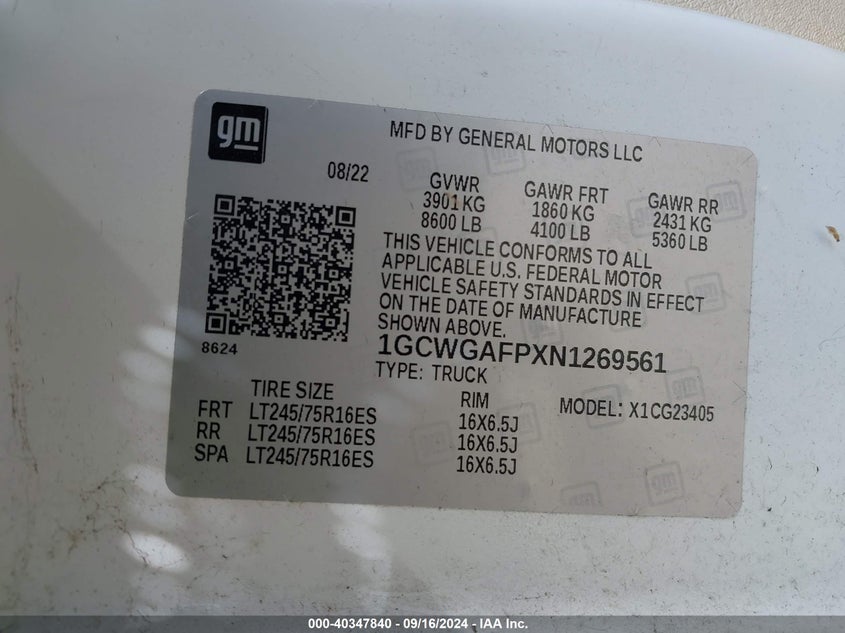 gm
MFD BY GENERAL MOTORS LLC
08/22
GVWR GAWR FRT GAWR RR
3901 KG 1860 KG 2431 KG
8600 LB 4100 LB 5360 LB
THIS VEHICLE CONFORMS TO ALL
APPLICABLE U.S. FEDERAL MOTOR
VEHICLE SAFETY STANDARDS IN EFFECT
ON THE DATE OF MANUFACTURE
SHOWN ABOVE.
8624
1GCWGAFPXN1269561
TYPE: TRUCK
TIRE SIZE RIM MODEL: X1CG23405
FRT LT245/75R16ES 16X6.5J
RR LT245/75R16ES 16X6.5J
SPA LT245/75R16ES 16X6.5J
000-40347840 - 09/16/2024 - IAA Inc.